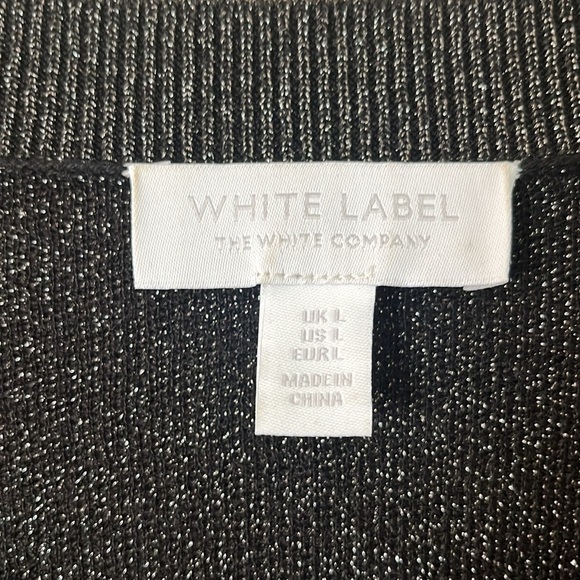 WHITE LABEL
THE WHITE COMPANY
UK L
US L
EUR L
MADE IN
CHINA